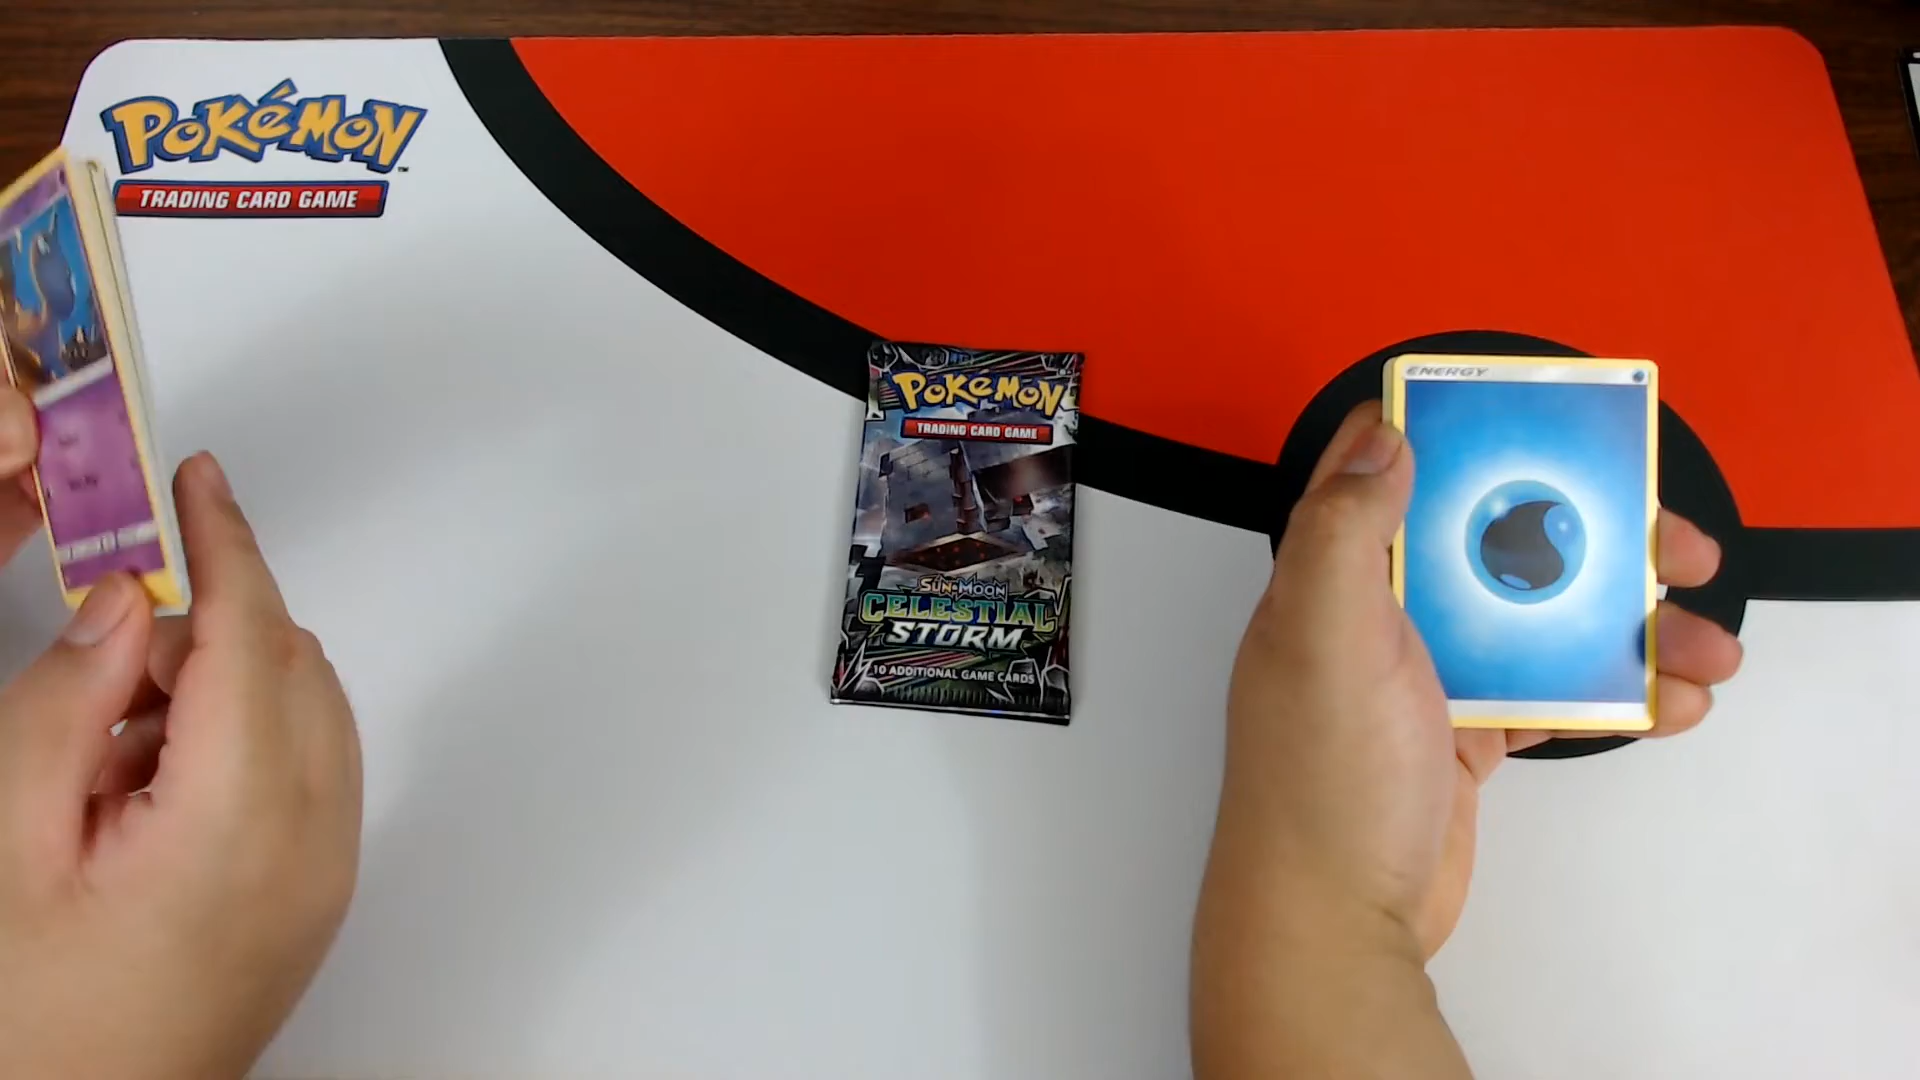 POKéMON
TRADING CARD GAME
ENERGY
POKéMON
TRADING CARD GAME
SUN & MOON
CELESTIAL
STORM
10 ADDITIONAL GAME CARDS